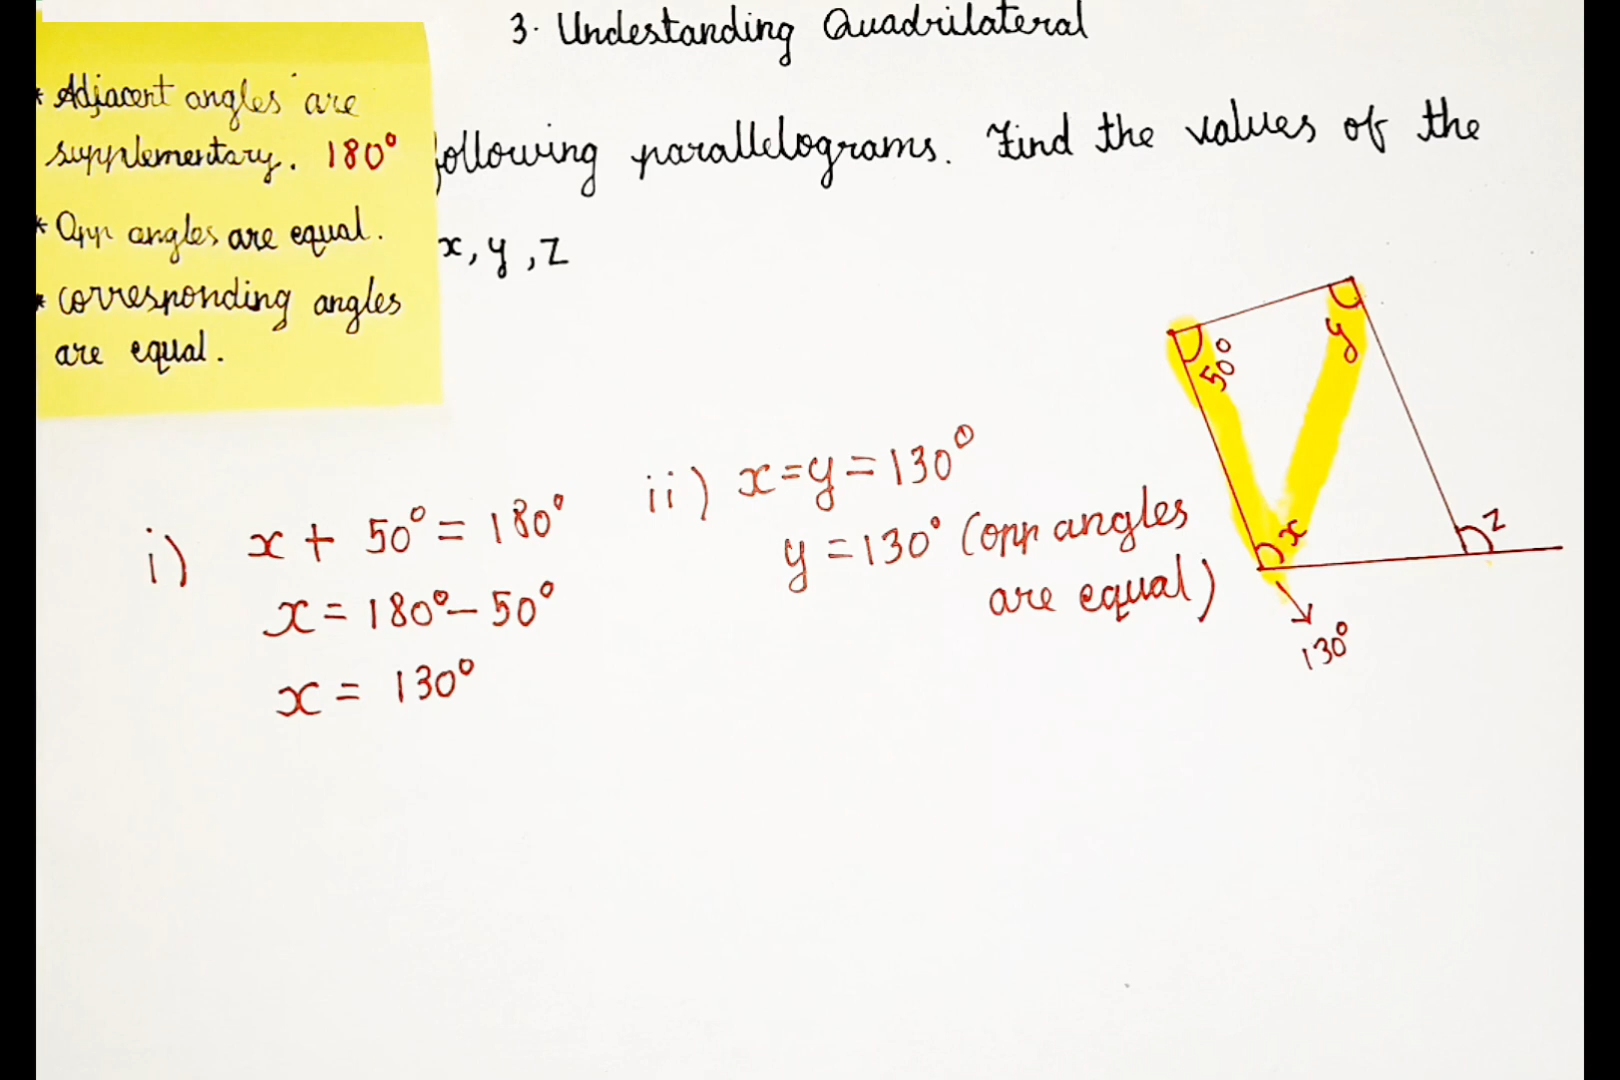 3. Undestanding Quadrilateral
* Adjacent angles are
supplementary. 180°
* Opp angles are equal.
* corresponding angles
are equal.
following parallelograms. Find the values of the
x, y, z
50°
y
x
z
130°
i) x + 50° = 180°
x = 180° - 50°
x = 130°
ii) x = y = 130°
y = 130° (opp angles
are equal)